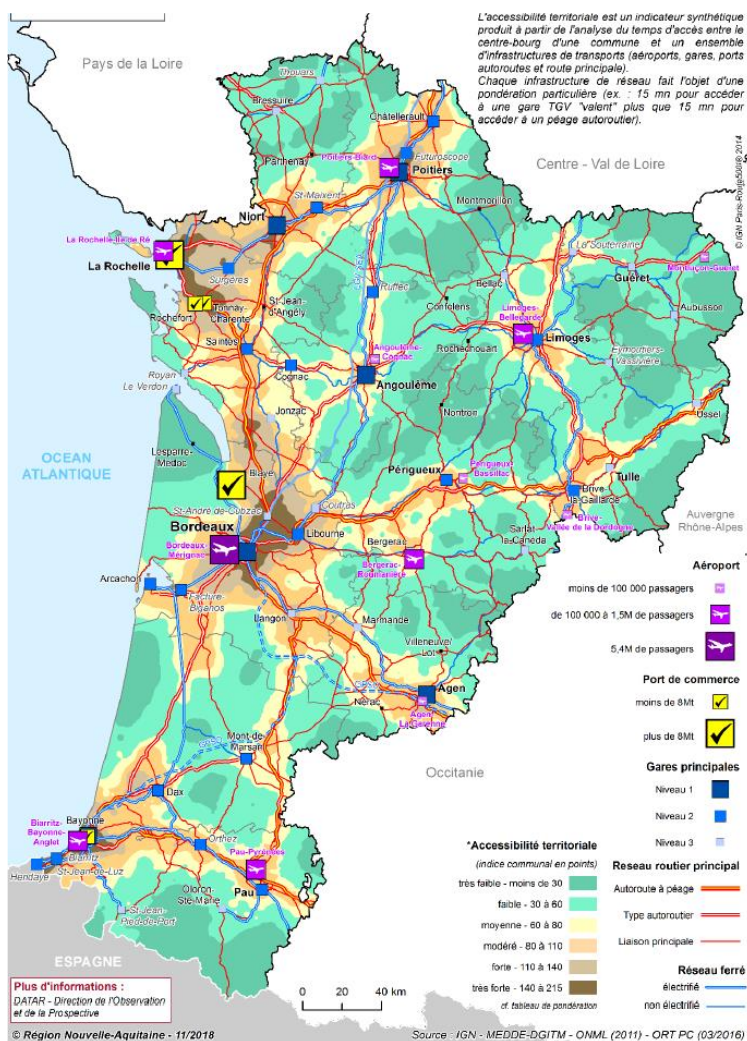 L'accessibilité territoriale est un indicateur synthétique
produit à partir de l'analyse du temps d'accès entre le
centre-bourg d'une commune et un ensemble
d'infrastructures de transports (aéroports, gares, ports
autoroutes et route principale).
Chaque infrastructure de réseau fait l'objet d'une
pondération particulière (ex. : 15 mn pour accéder
à une gare TGV "valent" plus que 15 mn pour
accéder à un péage autoroutier).
Pays de la Loire
Thouars
Bressuire
Châtellerault
Parthenay
Poitiers-Biard
Futuroscope
Poitiers
Centre - Val de Loire
St-Maixent
Niort
Montmorillon
La Rochelle-Ile de Ré
La Rochelle
Surgères
La Souterraine
Guéret
Montluçon-Guéret
Bellac
Ruffec
Rochefort
Tonnay-
Charente
St-Jean-
d'Angély
Confolens
Limoges-
Bellegarde
Limoges
Aubusson
Saintes
Angoulême-
Cognac
Rochechouart
Eymoutiers-
Vassivière
Royan
Le Verdon
Cognac
Angoulême
Jonzac
Nontron
Ussel
OCEAN
ATLANTIQUE
Lesparre-
Medoc
Blaye
Périgueux
Périgueux-
Bassillac
Tulle
Brive-
la-Gaillarde
St-André-de-Cubzac
Coutras
Auvergne
Rhône-Alpes
Bordeaux
Libourne
Brive-
Vallée de la Dordogne
Bordeaux-
Mérignac
Bergerac
Sarlat-
la-Canéda
Bergerac-
Roumanière
Arcachon
Facture-
Biganos
Langon
Marmande
Villeneuve/
Lot
GPSO
Agen
Nérac
Agen
La Garenne
Mont-de-
Marsan
GPSO
Occitanie
Dax
Biarritz-
Bayonne-
Anglet
Bayonne
Biarritz
Orthez
Pau-Pyrénées
Hendaye
St-Jean-de-Luz
Pau
Oloron-
Ste-Marie
St-Jean
Pied-de-Port
ESPAGNE
Aéroport
moins de 100 000 passagers
de 100 000 à 1,5M de passagers
5,4M de passagers
Port de commerce
moins de 8Mt
plus de 8Mt
Gares principales
Niveau 1
Niveau 2
Niveau 3
*Accessibilité territoriale
(indice communal en points)
très faible - moins de 30
faible - 30 à 60
moyenne - 60 à 80
modéré - 80 à 110
forte - 110 à 140
très forte - 140 à 215
cf. tableau de pondération
Reseau routier principal
Autoroute à péage
Type autoroutier
Liaison principale
Réseau ferré
électrifié
non électrifié
Plus d'informations :
DATAR - Direction de l'Observation
et de la Prospective
0 20 40 km
© Région Nouvelle-Aquitaine - 11/2018
Source : IGN - MEDDE-DGITM - ONML (2011) - ORT PC (03/2016)